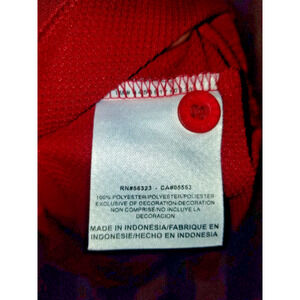 RN#56323 - CA#05553
100% POLYESTER/POLYESTER/POLIESTER
EXCLUSIVE OF DECORATION-DECORATION
NON COMPRISE/NO INCLUYE LA
DECORACION
MADE IN INDONESIA/FABRIQUE EN
INDONESIE/HECHO EN INDONESIA